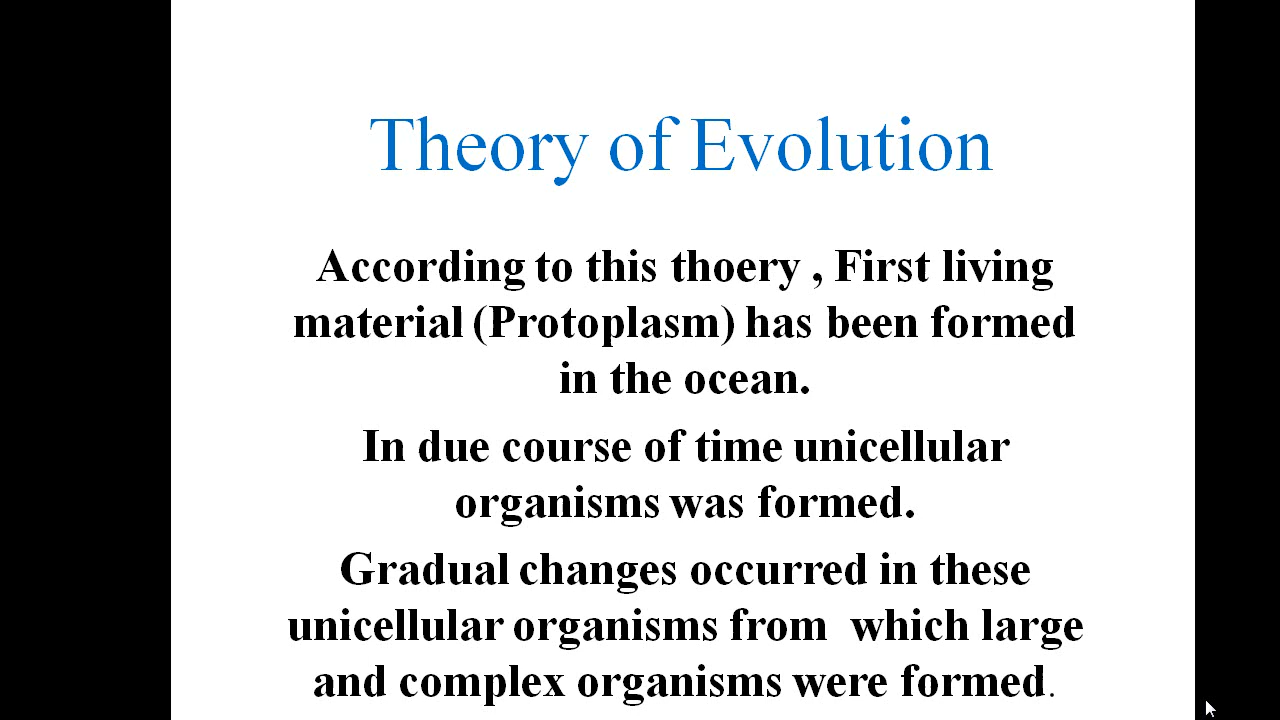 Theory of Evolution
According to this thoery , First living
material (Protoplasm) has been formed
in the ocean.
In due course of time unicellular
organisms was formed.
Gradual changes occurred in these
unicellular organisms from  which large
and complex organisms were formed.